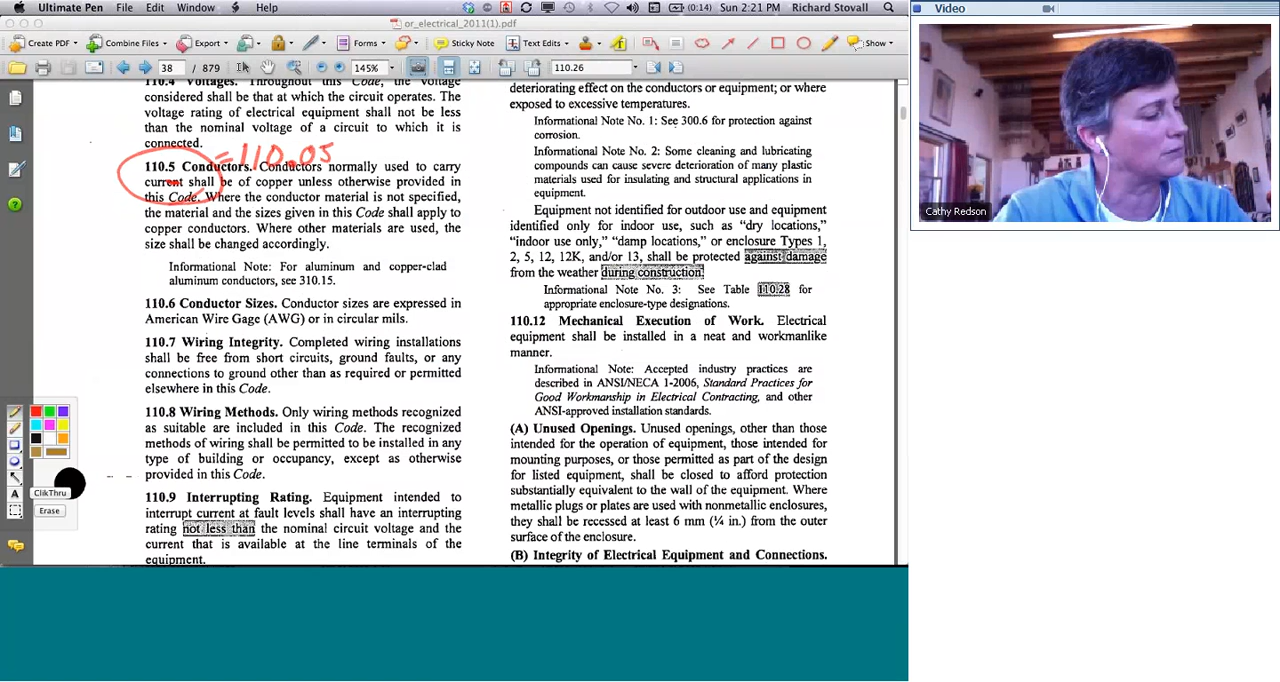 Ultimate Pen File Edit Window Help (0:14) Sun 2:21 PM Richard Stovall
or_electrical_2011(1).pdf
Create PDF Combine Files Export Forms Sticky Note Text Edits Show
38 / 879 145% 110.26
110.4 Voltages. Throughout this Code, the voltage
considered shall be that at which the circuit operates. The
voltage rating of electrical equipment shall not be less
than the nominal voltage of a circuit to which it is
connected.
=110.05
110.5 Conductors. Conductors normally used to carry
current shall be of copper unless otherwise provided in
this Code. Where the conductor material is not specified,
the material and the sizes given in this Code shall apply to
copper conductors. Where other materials are used, the
size shall be changed accordingly.
Informational Note: For aluminum and copper-clad
aluminum conductors, see 310.15.
110.6 Conductor Sizes. Conductor sizes are expressed in
American Wire Gage (AWG) or in circular mils.
110.7 Wiring Integrity. Completed wiring installations
shall be free from short circuits, ground faults, or any
connections to ground other than as required or permitted
elsewhere in this Code.
110.8 Wiring Methods. Only wiring methods recognized
as suitable are included in this Code. The recognized
methods of wiring shall be permitted to be installed in any
type of building or occupancy, except as otherwise
provided in this Code.
110.9 Interrupting Rating. Equipment intended to
interrupt current at fault levels shall have an interrupting
rating not less than the nominal circuit voltage and the
current that is available at the line terminals of the
equipment.
deteriorating effect on the conductors or equipment; or where
exposed to excessive temperatures.
Informational Note No. 1: See 300.6 for protection against
corrosion.
Informational Note No. 2: Some cleaning and lubricating
compounds can cause severe deterioration of many plastic
materials used for insulating and structural applications in
equipment.
Equipment not identified for outdoor use and equipment
identified only for indoor use, such as “dry locations,”
“indoor use only,” “damp locations,” or enclosure Types 1,
2, 5, 12, 12K, and/or 13, shall be protected against damage
from the weather during construction.
Informational Note No. 3: See Table 110.28 for
appropriate enclosure-type designations.
110.12 Mechanical Execution of Work. Electrical
equipment shall be installed in a neat and workmanlike
manner.
Informational Note: Accepted industry practices are
described in ANSI/NECA 1-2006, Standard Practices for
Good Workmanship in Electrical Contracting, and other
ANSI-approved installation standards.
(A) Unused Openings. Unused openings, other than those
intended for the operation of equipment, those intended for
mounting purposes, or those permitted as part of the design
for listed equipment, shall be closed to afford protection
substantially equivalent to the wall of the equipment. Where
metallic plugs or plates are used with nonmetallic enclosures,
they shall be recessed at least 6 mm (¼ in.) from the outer
surface of the enclosure.
(B) Integrity of Electrical Equipment and Connections.
ClikThru
Erase
A
Video
Cathy Redson